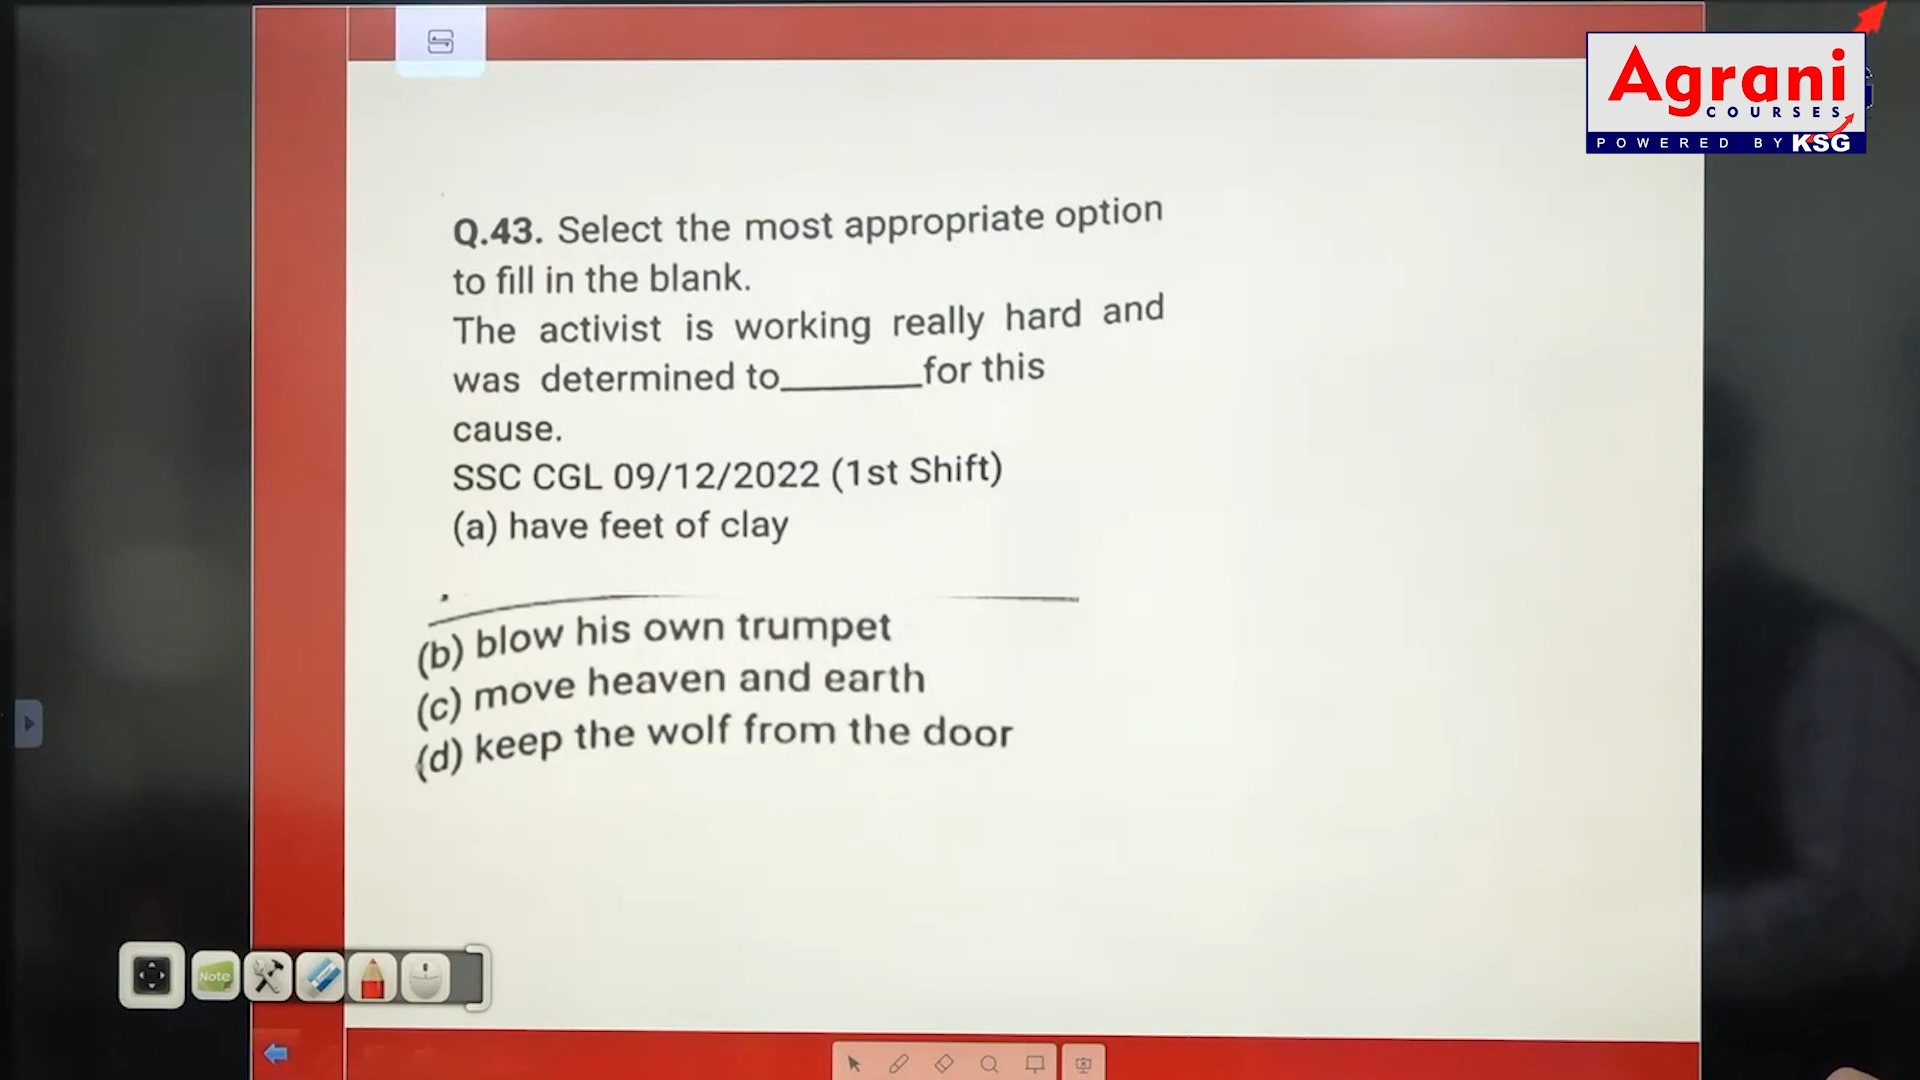 Agrani
COURSES
POWERED BY KSG
Q.43. Select the most appropriate option
to fill in the blank.
The activist is working really hard and
was determined to_______for this
cause.
SSC CGL 09/12/2022 (1st Shift)
(a) have feet of clay
(b) blow his own trumpet
(c) move heaven and earth
(d) keep the wolf from the door
Note